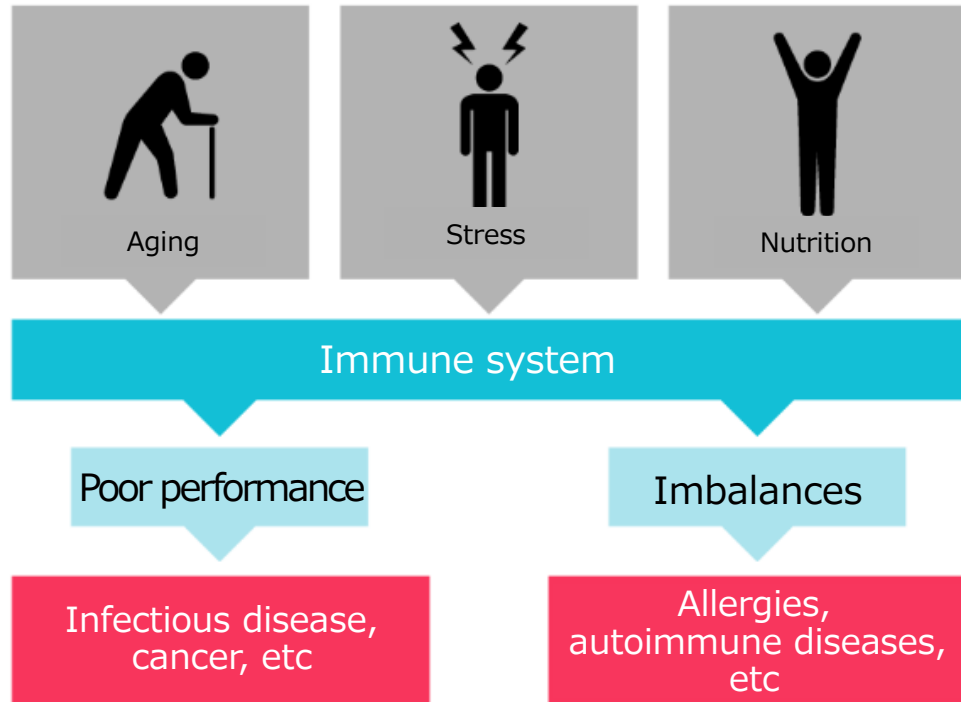 Aging
Stress
Nutrition
Immune system
Poor performance
Imbalances
Infectious disease,
cancer, etc
Allergies,
autoimmune diseases,
etc